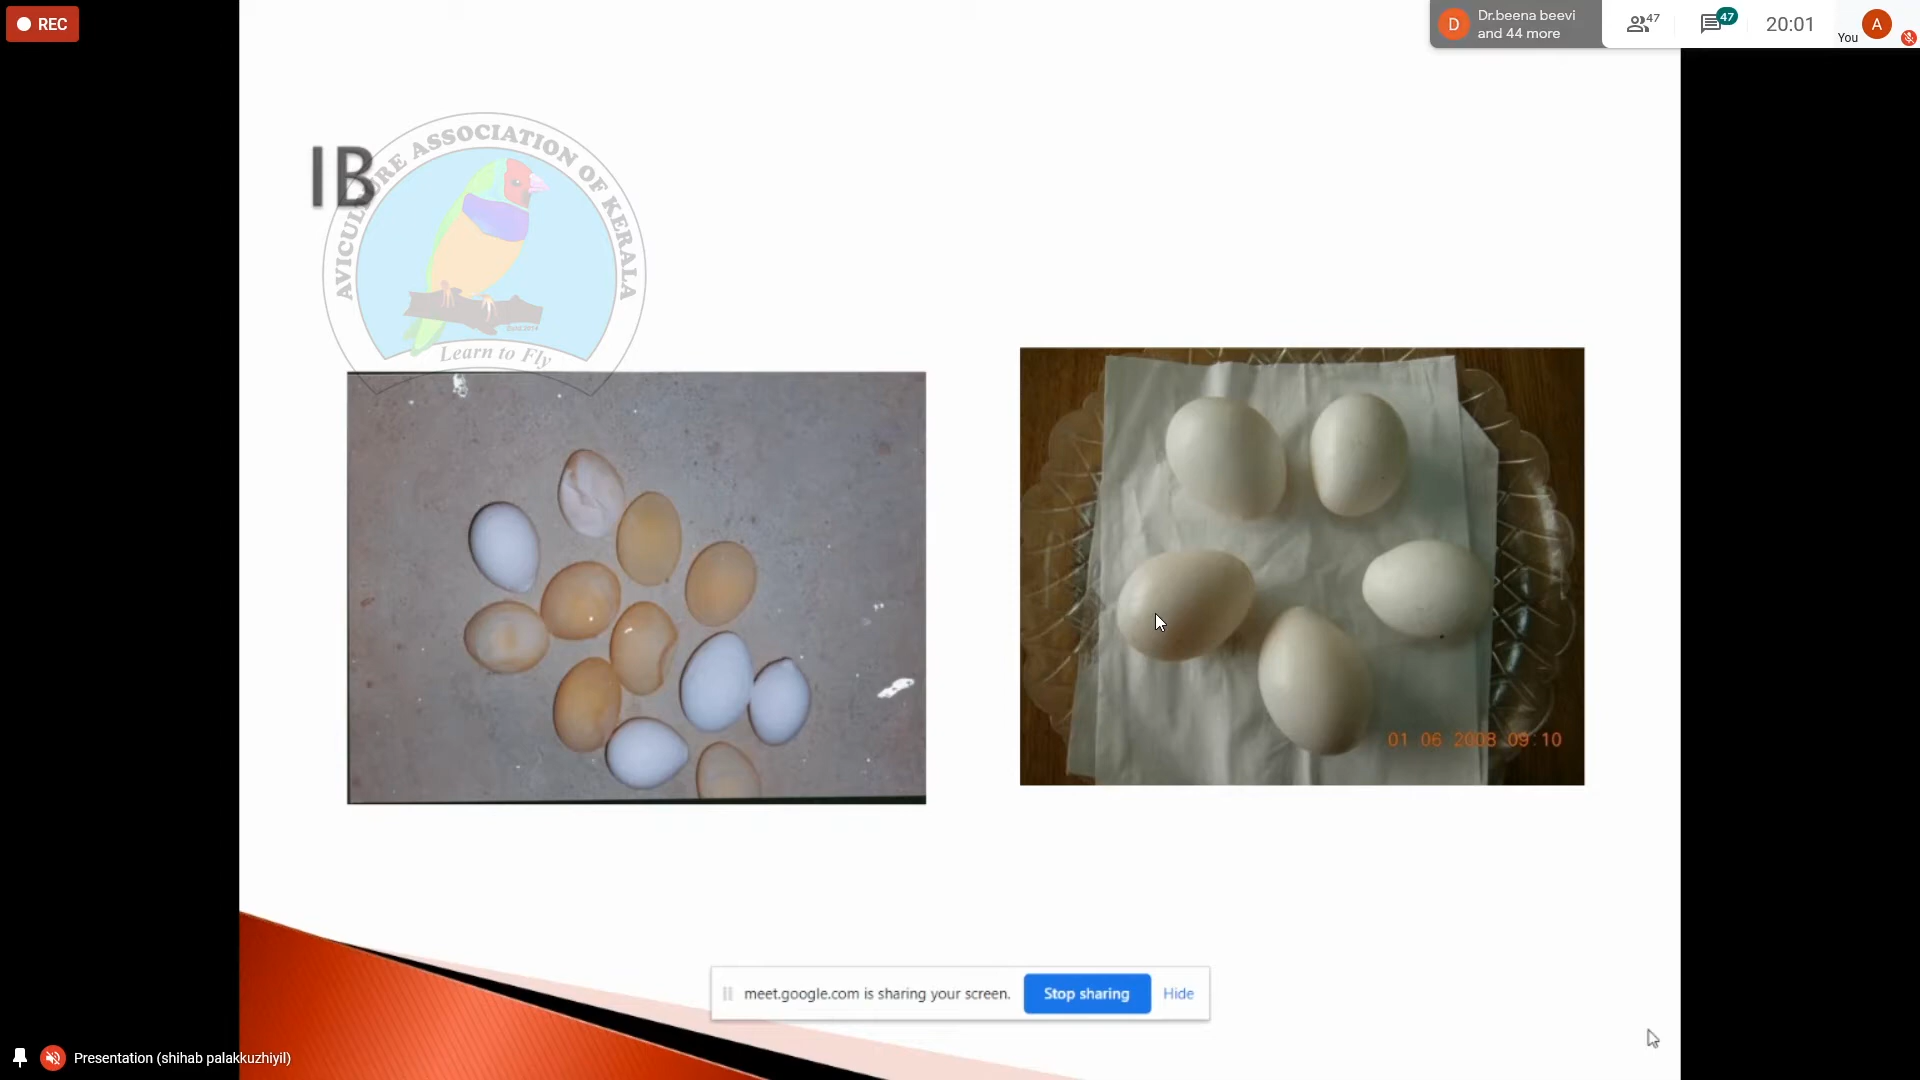 REC
Dr.beena beevi
and 44 more
47
47
20:01
You
A
D
IB
AVICULTURE ASSOCIATION OF KERALA
Learn to Fly
01 06 2008 09:10
meet.google.com is sharing your screen.
Stop sharing
Hide
Presentation (shihab palakkuzhiyil)